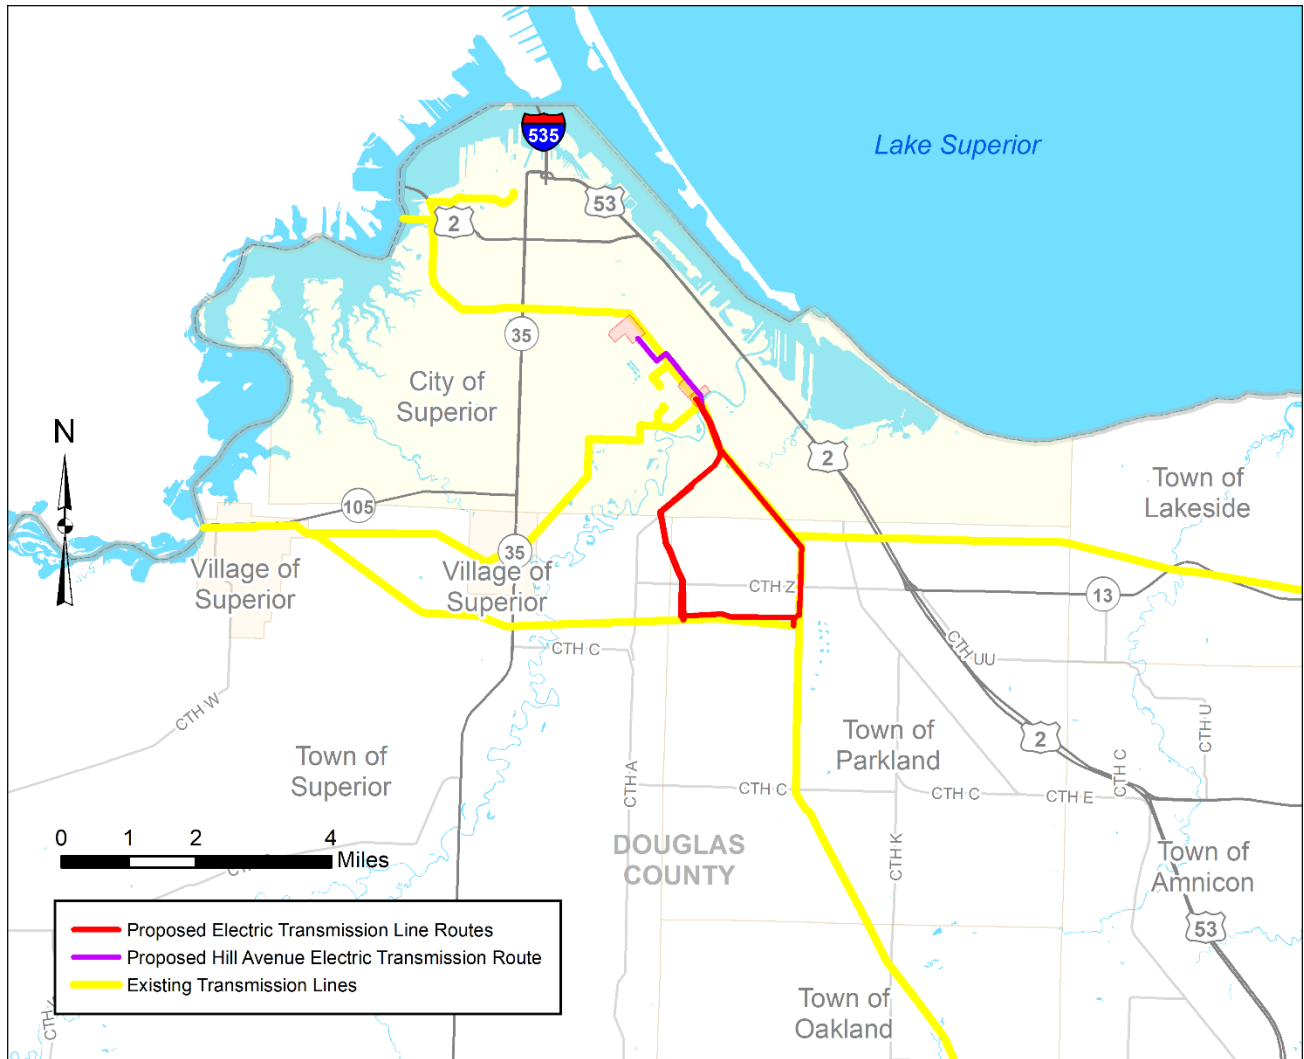 535
Lake Superior
53
2
35
City of
Superior
N
2
Town of
Lakeside
105
35
Village of
Superior
Village of
Superior
CTH Z
13
CTH C
CTH UU
CTH W
CTH U
Town of
Parkland
2
Town of
Superior
CTH A
CTH C
CTH C
CTH E
CTH C
0 1 2 4
Miles
DOUGLAS
COUNTY
CTH K
Town of
Amnicon
53
Proposed Electric Transmission Line Routes
Proposed Hill Avenue Electric Transmission Route
Existing Transmission Lines
Town of
Oakland